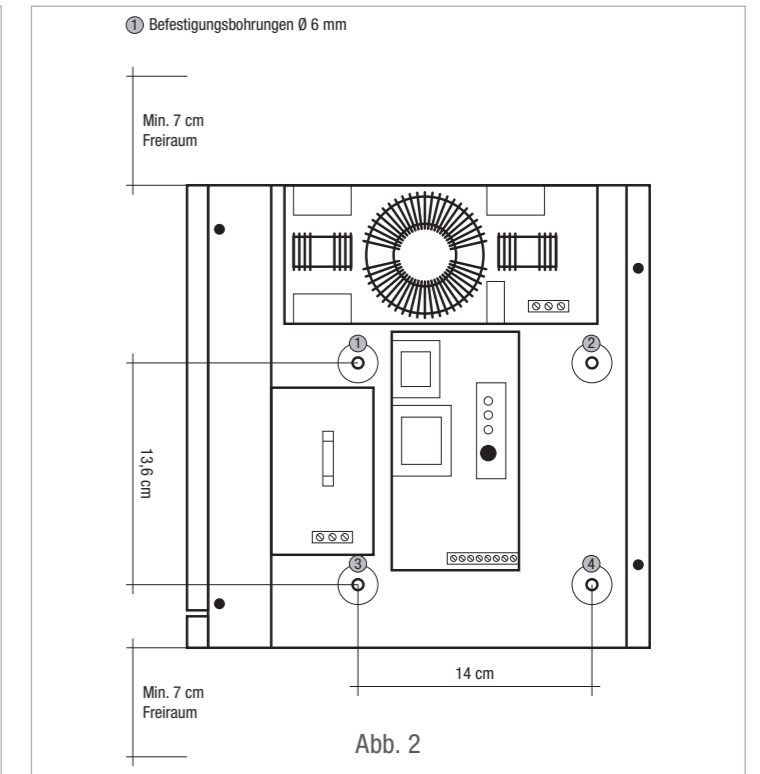 1 Befestigungsbohrungen Ø 6 mm
Min. 7 cm
Freiraum
1
2
13,6 cm
3
4
14 cm
Min. 7 cm
Freiraum
Abb. 2